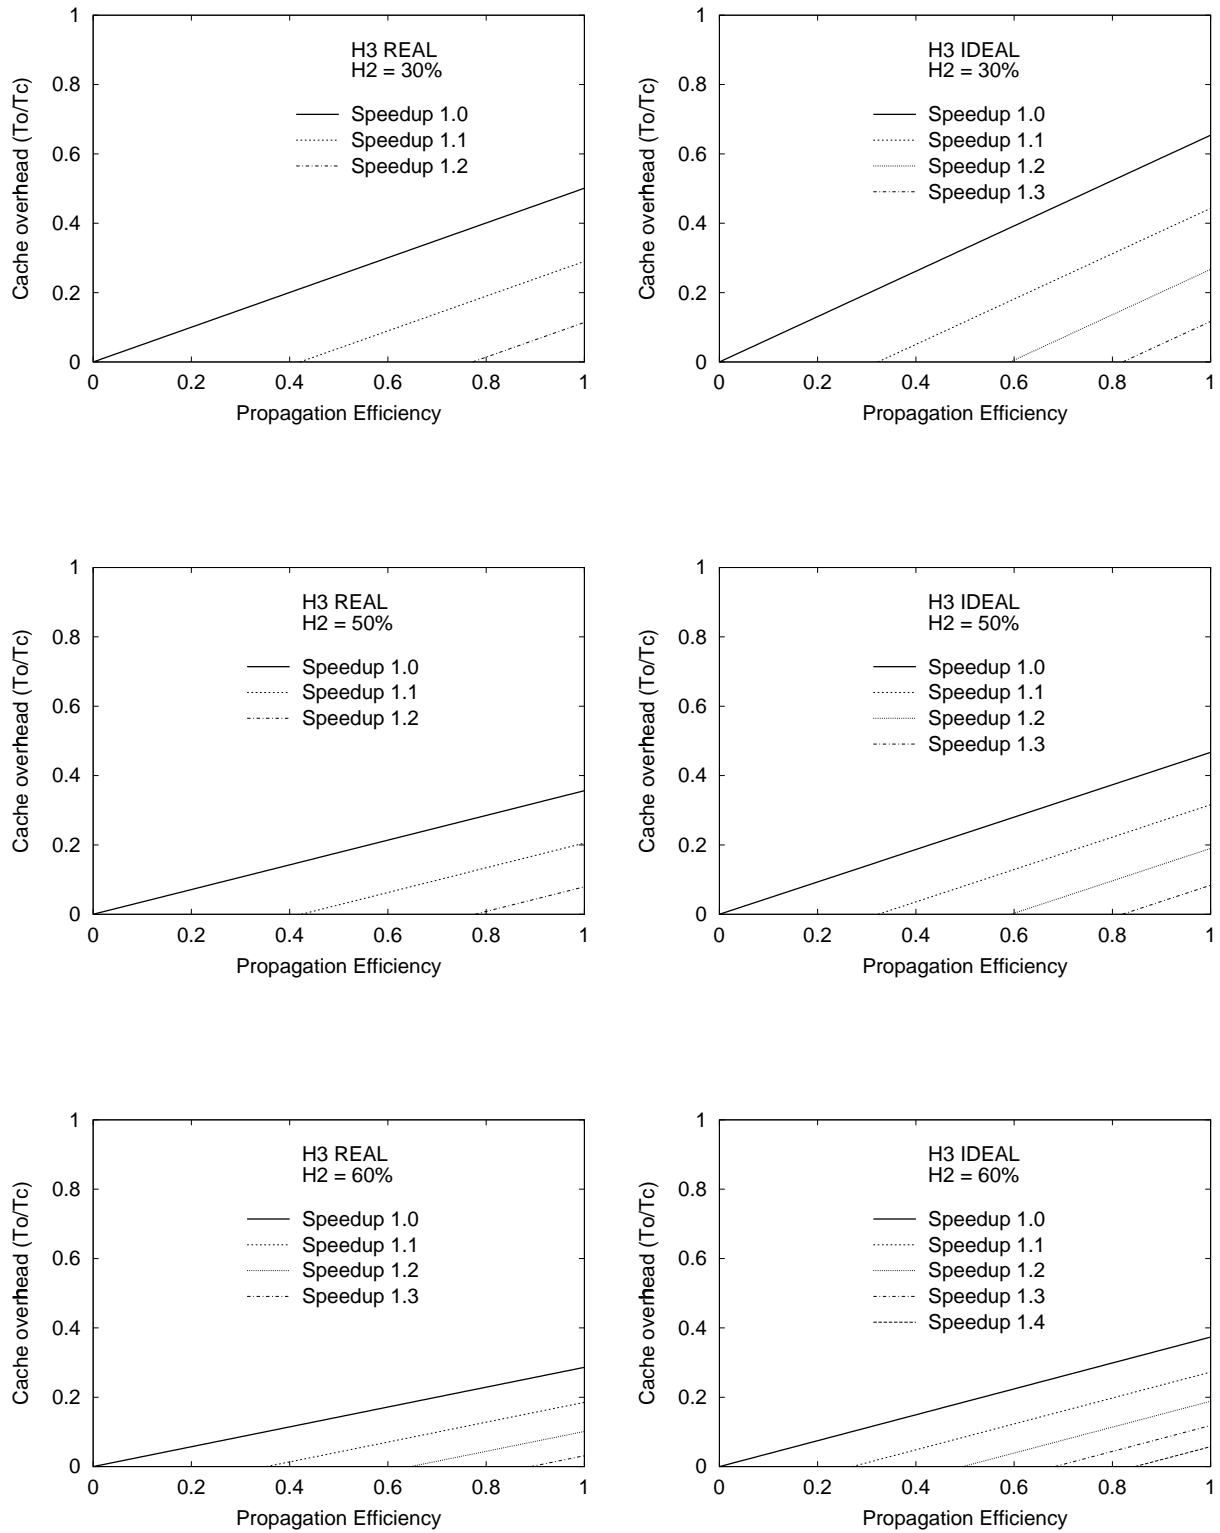 H3 REAL
H2 = 30%
Speedup 1.0
Speedup 1.1
Speedup 1.2
Cache overhead (To/Tc)
1
0.8
0.6
0.4
0.2
0
0 0.2 0.4 0.6 0.8 1
Propagation Efficiency
H3 IDEAL
H2 = 30%
Speedup 1.0
Speedup 1.1
Speedup 1.2
Speedup 1.3
Cache overhead (To/Tc)
1
0.8
0.6
0.4
0.2
0
0 0.2 0.4 0.6 0.8 1
Propagation Efficiency
H3 REAL
H2 = 50%
Speedup 1.0
Speedup 1.1
Speedup 1.2
Cache overhead (To/Tc)
1
0.8
0.6
0.4
0.2
0
0 0.2 0.4 0.6 0.8 1
Propagation Efficiency
H3 IDEAL
H2 = 50%
Speedup 1.0
Speedup 1.1
Speedup 1.2
Speedup 1.3
Cache overhead (To/Tc)
1
0.8
0.6
0.4
0.2
0
0 0.2 0.4 0.6 0.8 1
Propagation Efficiency
H3 REAL
H2 = 60%
Speedup 1.0
Speedup 1.1
Speedup 1.2
Speedup 1.3
Cache overhead (To/Tc)
1
0.8
0.6
0.4
0.2
0
0 0.2 0.4 0.6 0.8 1
Propagation Efficiency
H3 IDEAL
H2 = 60%
Speedup 1.0
Speedup 1.1
Speedup 1.2
Speedup 1.3
Speedup 1.4
Cache overhead (To/Tc)
1
0.8
0.6
0.4
0.2
0
0 0.2 0.4 0.6 0.8 1
Propagation Efficiency